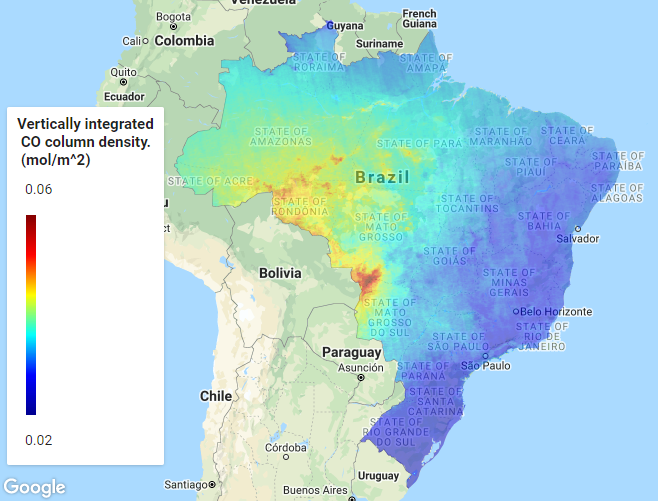 Venezuela
Bogota
Guyana
French
Guiana
Cali
Colombia
Suriname
STATE OF
RORAIMA
STATE OF
AMAPÁ
Quito
Ecuador
Vertically integrated
CO column density.
(mol/m^2)
0.06
0.02
STATE OF
AMAZONAS
STATE OF PARÁ
STATE OF
MARANHÃO
STATE OF
CEARÁ
STATE OF
PARAÍBA
STATE OF
PIAUÍ
STATE OF ACRE
Brazil
STATE OF
ALAGOAS
STATE OF
RONDÔNIA
STATE OF
TOCANTINS
STATE OF
MATO
GROSSO
STATE OF
BAHIA
Salvador
STATE OF
GOIÁS
Bolivia
STATE OF
MINAS
GERAIS
STATE OF
MATO
GROSSO
DO SUL
Belo Horizonte
STATE OF
RIO DE
JANEIRO
STATE OF
SÃO PAULO
São Paulo
Paraguay
Asunción
STATE OF
PARANÁ
STATE OF
SANTA
CATARINA
Chile
STATE OF
RIO GRANDE
DO SUL
Córdoba
Uruguay
Santiago
Buenos Aires
Google